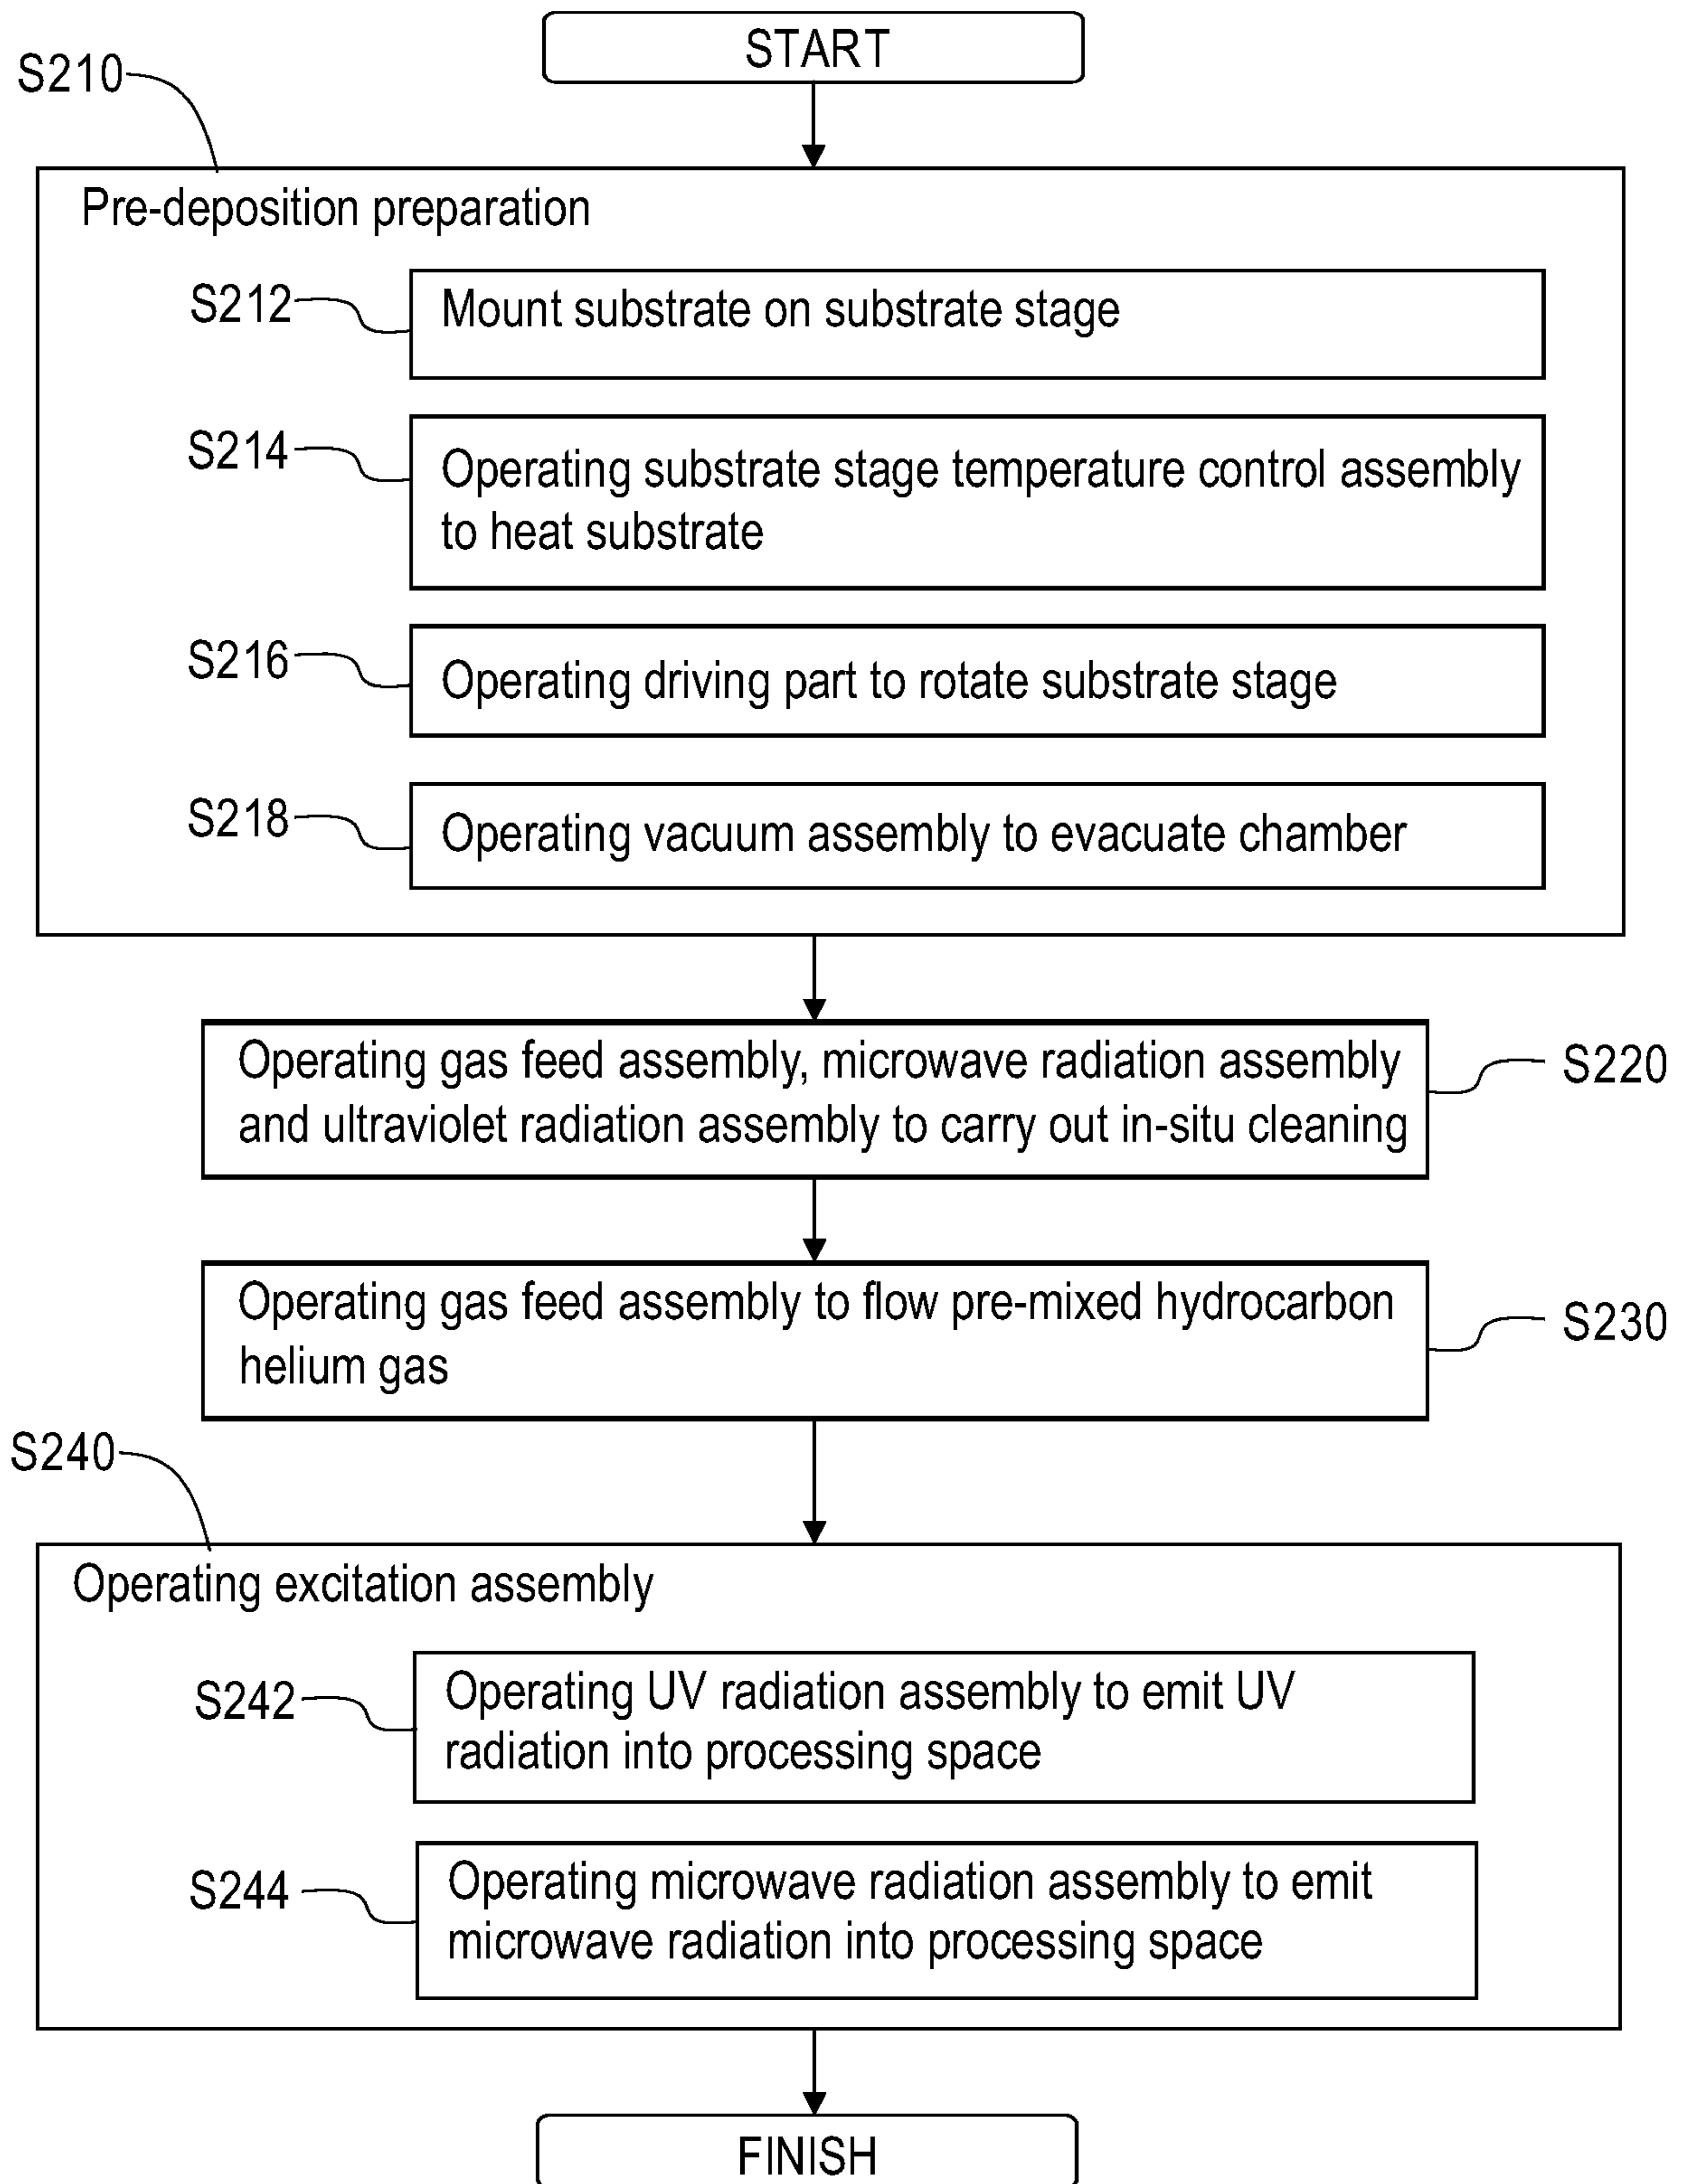 START
S210
Pre-deposition preparation
S212
Mount substrate on substrate stage
S214
Operating substrate stage temperature control assembly
to heat substrate
S216
Operating driving part to rotate substrate stage
S218
Operating vacuum assembly to evacuate chamber
Operating gas feed assembly, microwave radiation assembly
and ultraviolet radiation assembly to carry out in-situ cleaning
S220
Operating gas feed assembly to flow pre-mixed hydrocarbon
helium gas
S230
S240
Operating excitation assembly
S242
Operating UV radiation assembly to emit UV
radiation into processing space
S244
Operating microwave radiation assembly to emit
microwave radiation into processing space
FINISH